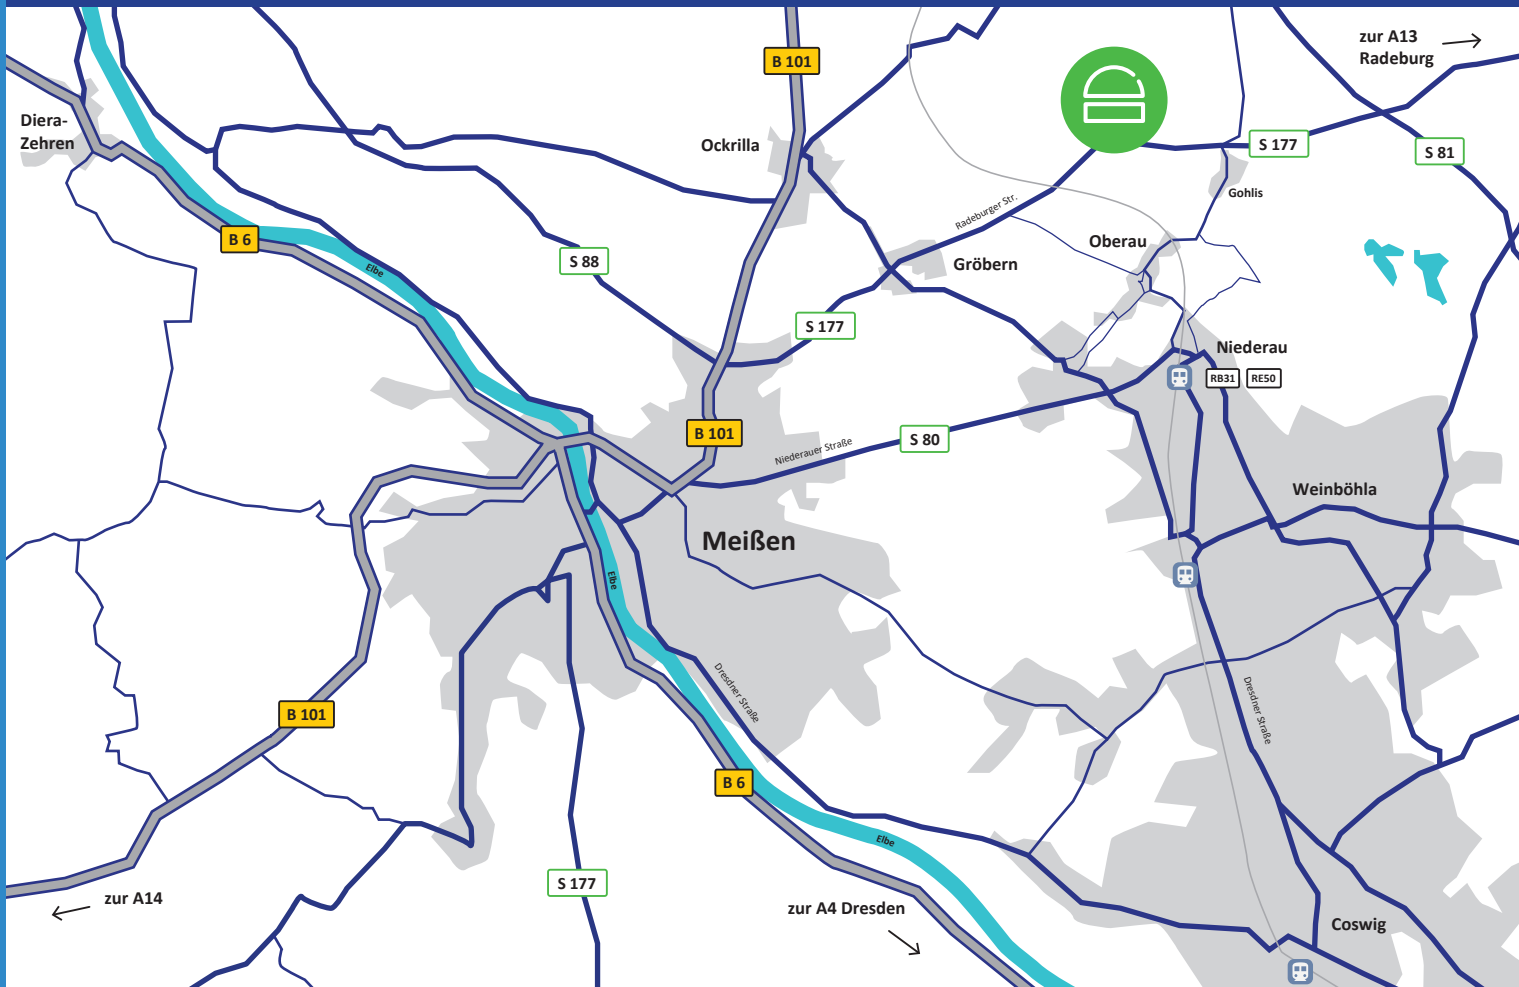 zur A13
Radeburg
B 101
Diera-
Zehren
Ockrilla
S 177
S 81
Gohlis
Radeburger Str.
B 6
Oberau
Elbe
S 88
Gröbern
S 177
Niederau
RB31
RE50
B 101
S 80
Niederauer Straße
Weinböhla
Meißen
Elbe
Dresdner Straße
Dresdner Straße
B 101
B 6
Elbe
S 177
zur A14
zur A4 Dresden
Coswig